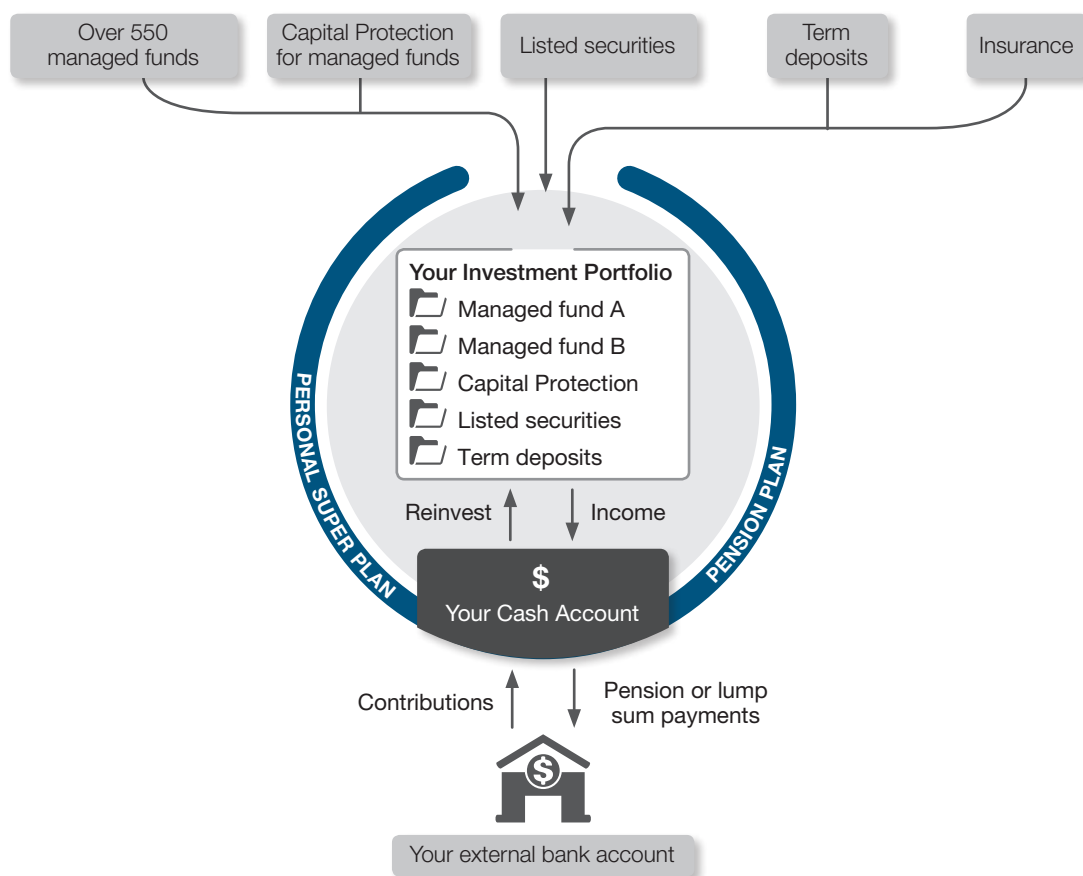 Over 550
managed funds
Capital Protection
for managed funds
Listed securities
Term
deposits
Insurance
Your Investment Portfolio
Managed fund A
Managed fund B
Capital Protection
Listed securities
Term deposits
PERSONAL SUPER PLAN
PENSION PLAN
Reinvest
Income
$
Your Cash Account
Contributions
Pension or lump
sum payments
$
Your external bank account